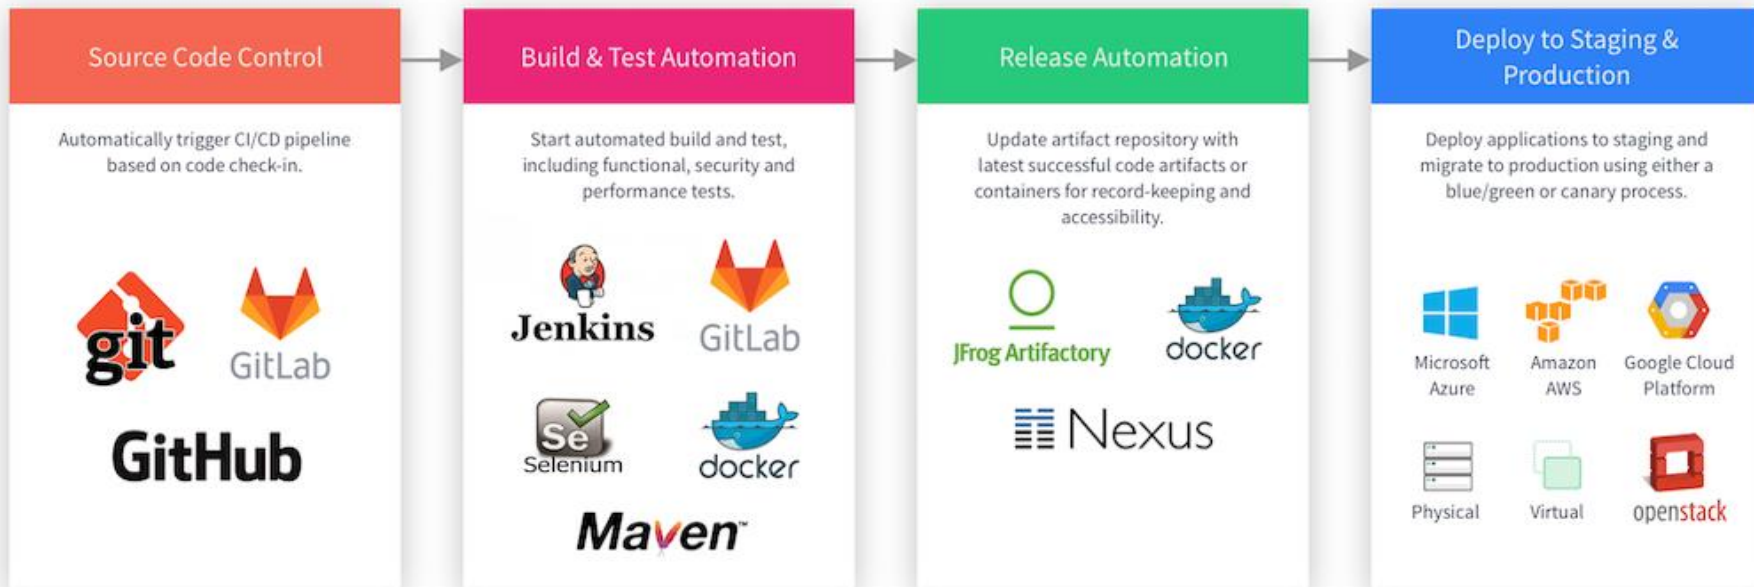 Source Code Control
Automatically trigger CI/CD pipeline
based on code check-in.
git
GitLab
GitHub
Build & Test Automation
Start automated build and test,
including functional, security and
performance tests.
Jenkins
GitLab
Se
Selenium
docker
Maven™
Release Automation
Update artifact repository with
latest successful code artifacts or
containers for record-keeping and
accessibility.
JFrog Artifactory
docker
Nexus
Deploy to Staging &
Production
Deploy applications to staging and
migrate to production using either a
blue/green or canary process.
Microsoft
Azure
Amazon
AWS
Google Cloud
Platform
Physical
Virtual
openstack